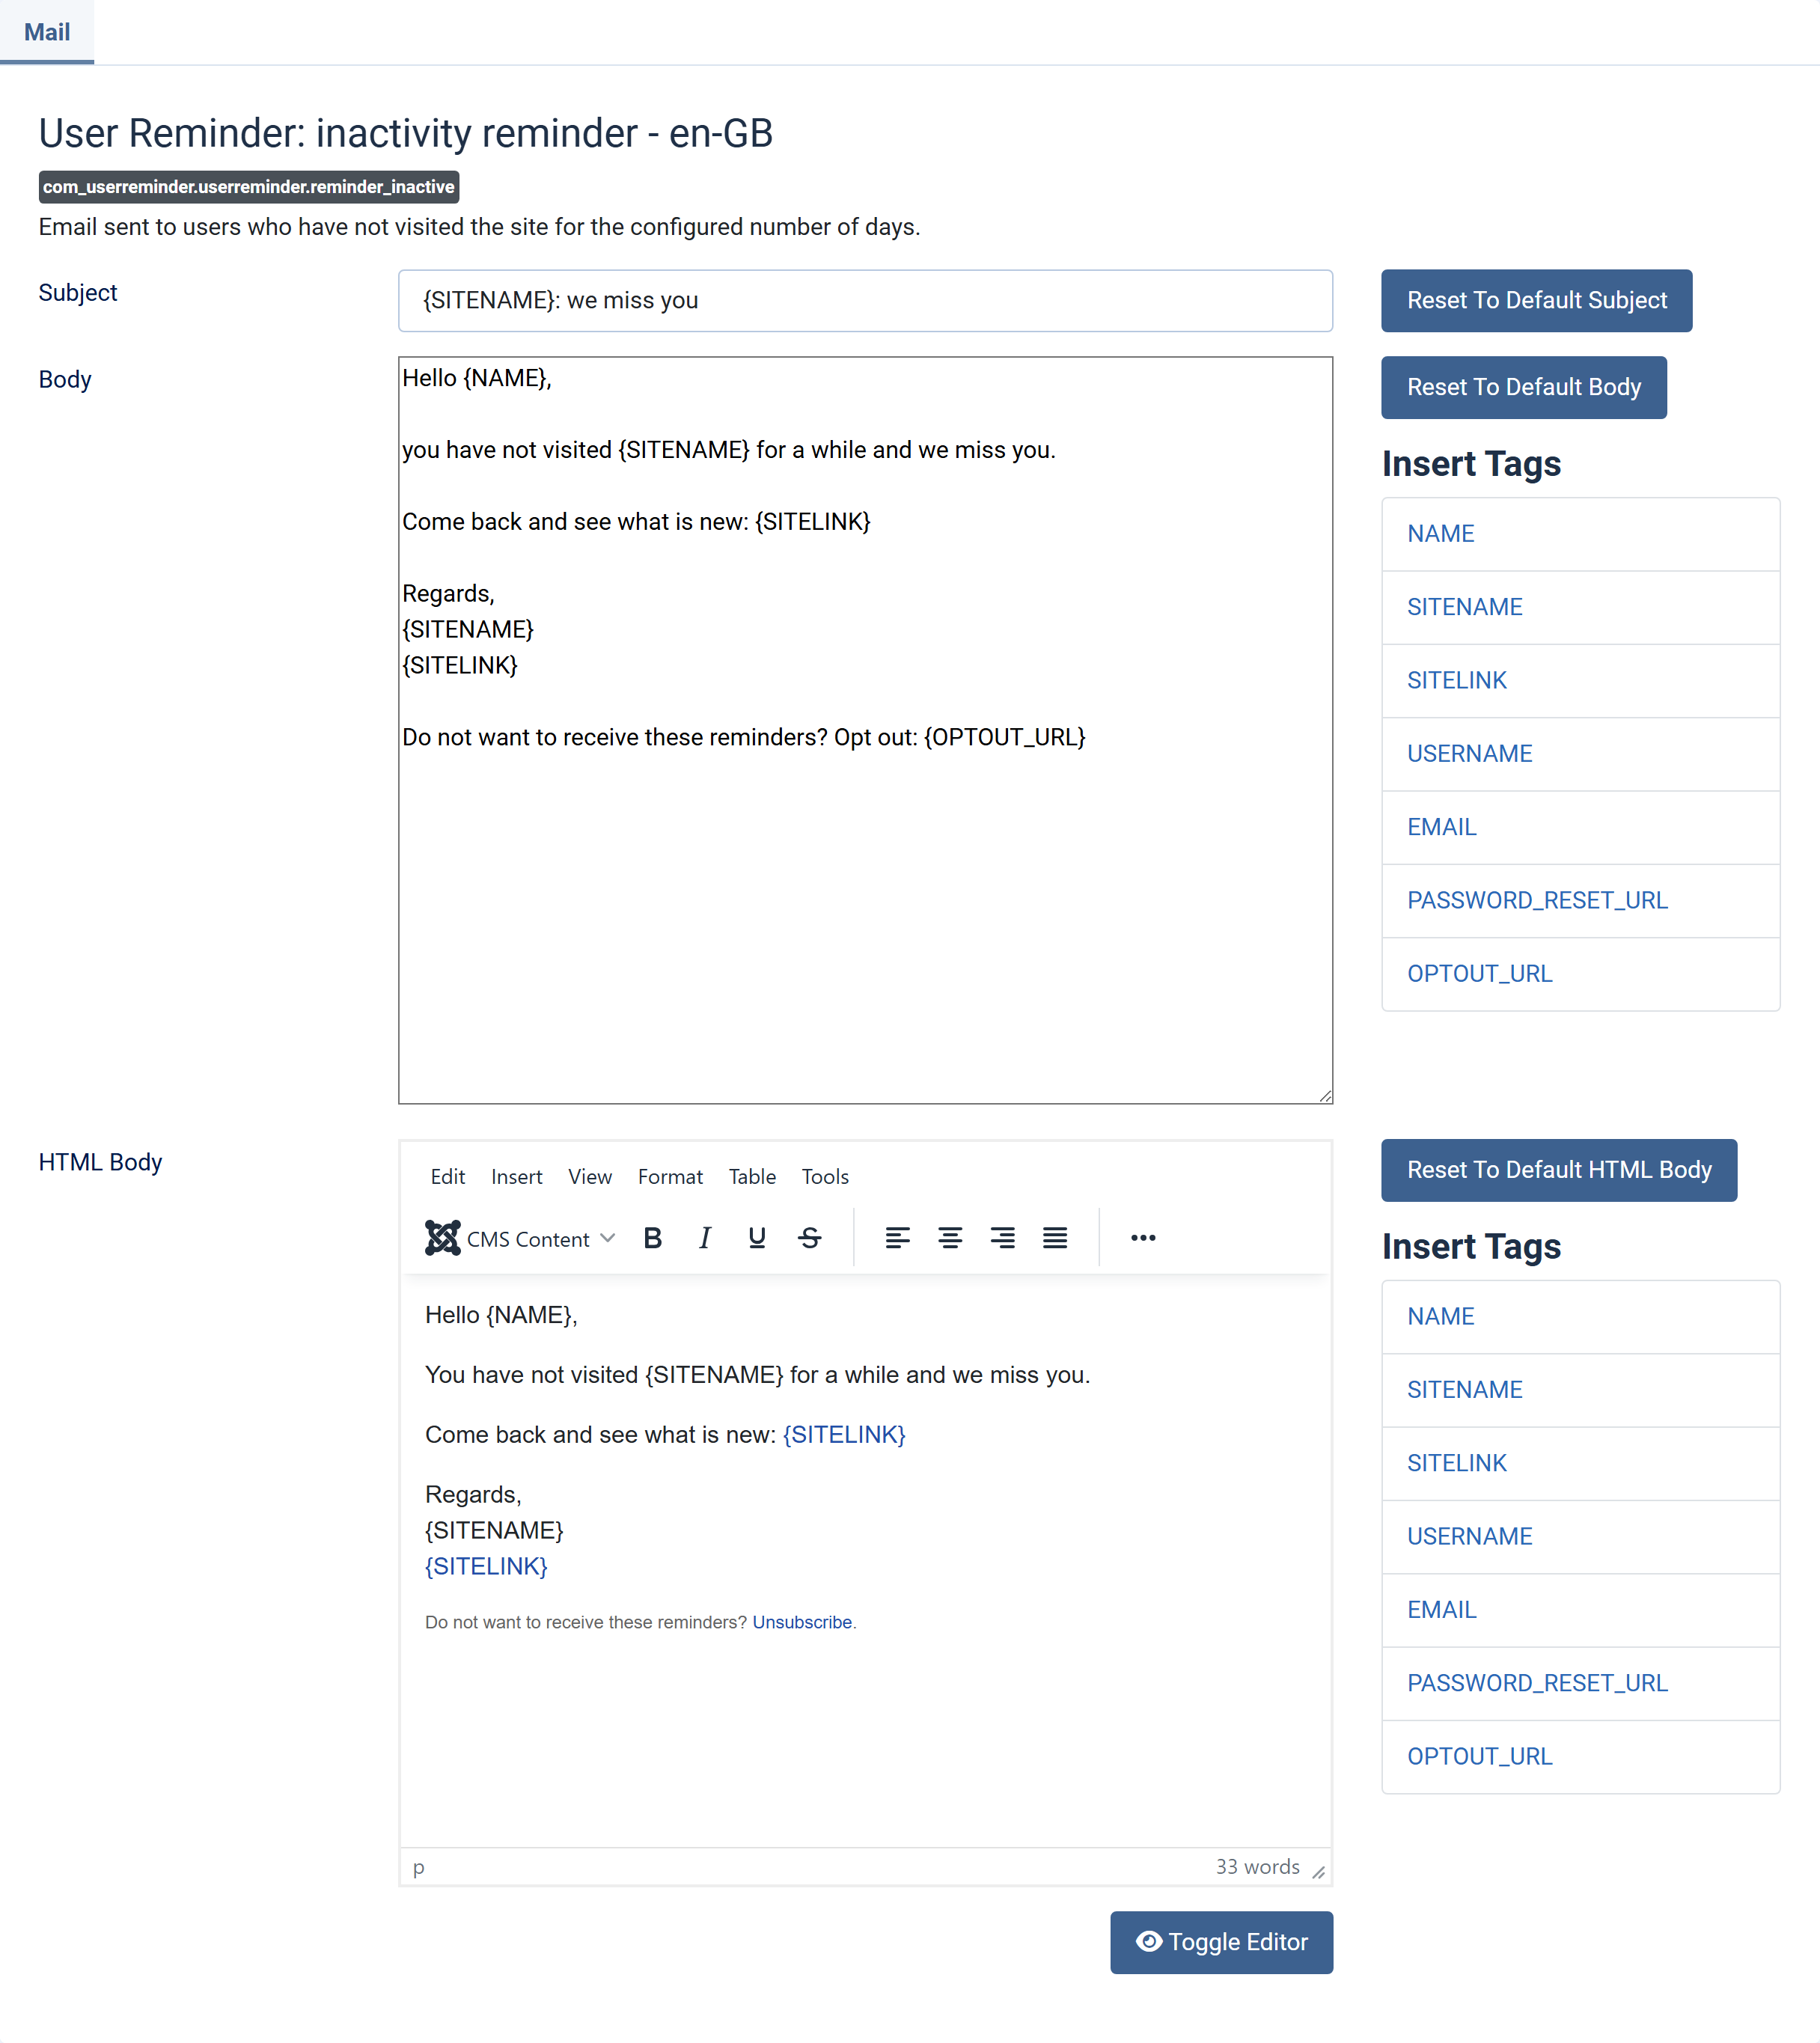 Mail
User Reminder: inactivity reminder - en-GB
com_userreminder.userreminder.reminder_inactive
Email sent to users who have not visited the site for the configured number of days.
Subject
{SITENAME}: we miss you
Reset To Default Subject
Body
Hello {NAME},
you have not visited {SITENAME} for a while and we miss you.
Come back and see what is new: {SITELINK}
Regards,
{SITENAME}
{SITELINK}
Do not want to receive these reminders? Opt out: {OPTOUT_URL}
Reset To Default Body
Insert Tags
NAME
SITENAME
SITELINK
USERNAME
EMAIL
PASSWORD_RESET_URL
OPTOUT_URL
HTML Body
Edit Insert View Format Table Tools
CMS Content B I U S
Hello {NAME},
You have not visited {SITENAME} for a while and we miss you.
Come back and see what is new: {SITELINK}
Regards,
{SITENAME}
{SITELINK}
Do not want to receive these reminders? Unsubscribe.
p 33 words
Toggle Editor
Reset To Default HTML Body
Insert Tags
NAME
SITENAME
SITELINK
USERNAME
EMAIL
PASSWORD_RESET_URL
OPTOUT_URL